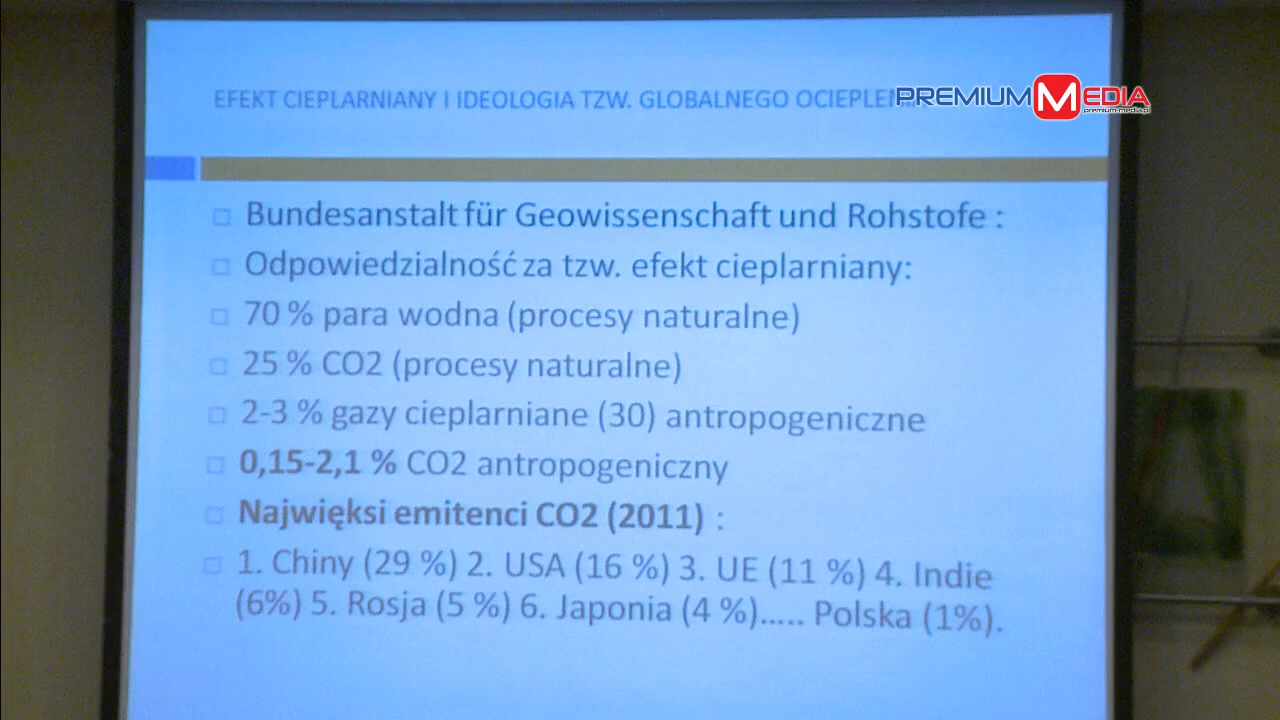 EFEKT CIEPLARNIANY I IDEOLOGIA TZW. GLOBALNEGO
PREMIUM MEDIA
premium-media.pl
Bundesanstalt für Geowissenschaft und Rohstofe :
Odpowiedzialność za tzw. efekt cieplarniany:
70 % para wodna (procesy naturalne)
25 % CO2 (procesy naturalne)
2-3 % gazy cieplarniane (30) antropogeniczne
0,15-2,1 % CO2 antropogeniczny
Najwięksi emitenci CO2 (2011) :
1. Chiny (29 %) 2. USA (16 %) 3. UE (11 %) 4. Indie
(6%) 5. Rosja (5 %) 6. Japonia (4 %)..... Polska (1%).